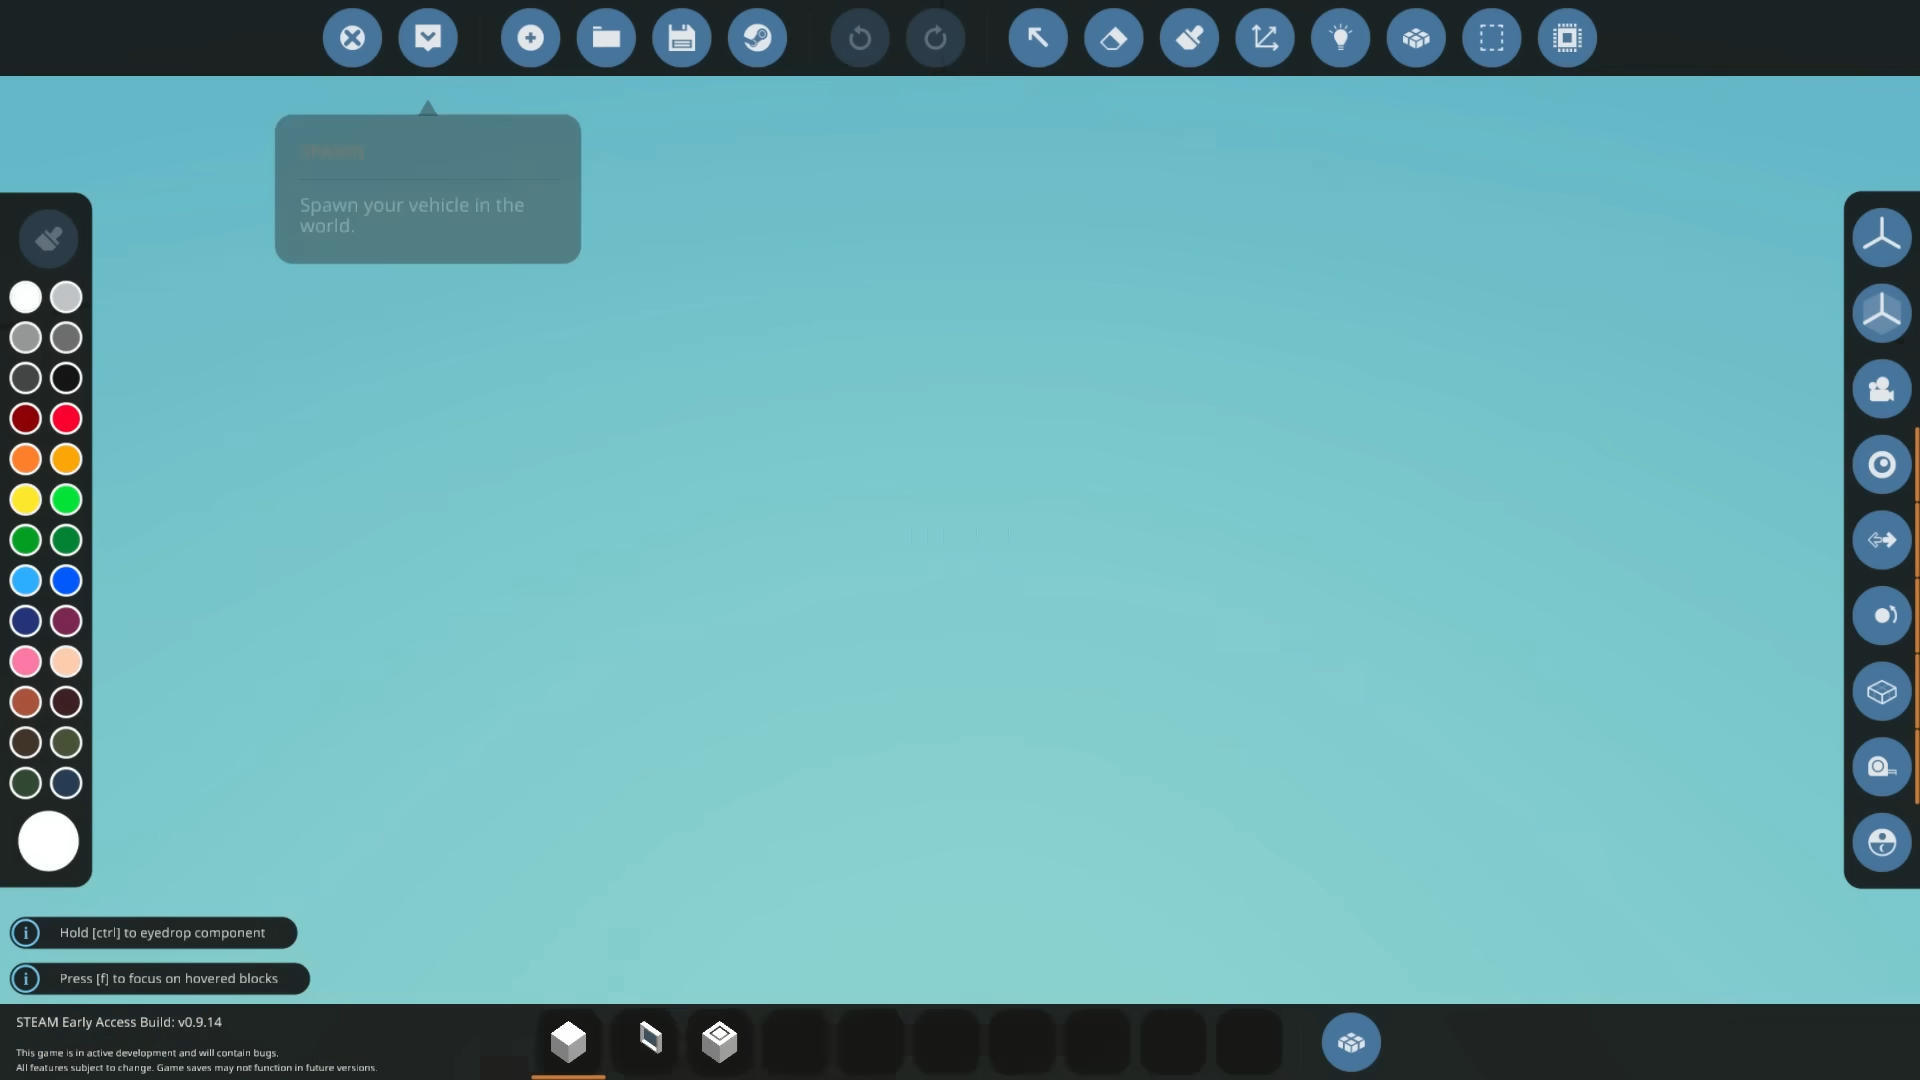 SPAWN
Spawn your vehicle in the
world.
Hold [ctrl] to eyedrop component
Press [f] to focus on hovered blocks
STEAM Early Access Build: v0.9.14
This game is in active development and will contain bugs.
All features subject to change. Game saves may not function in future versions.